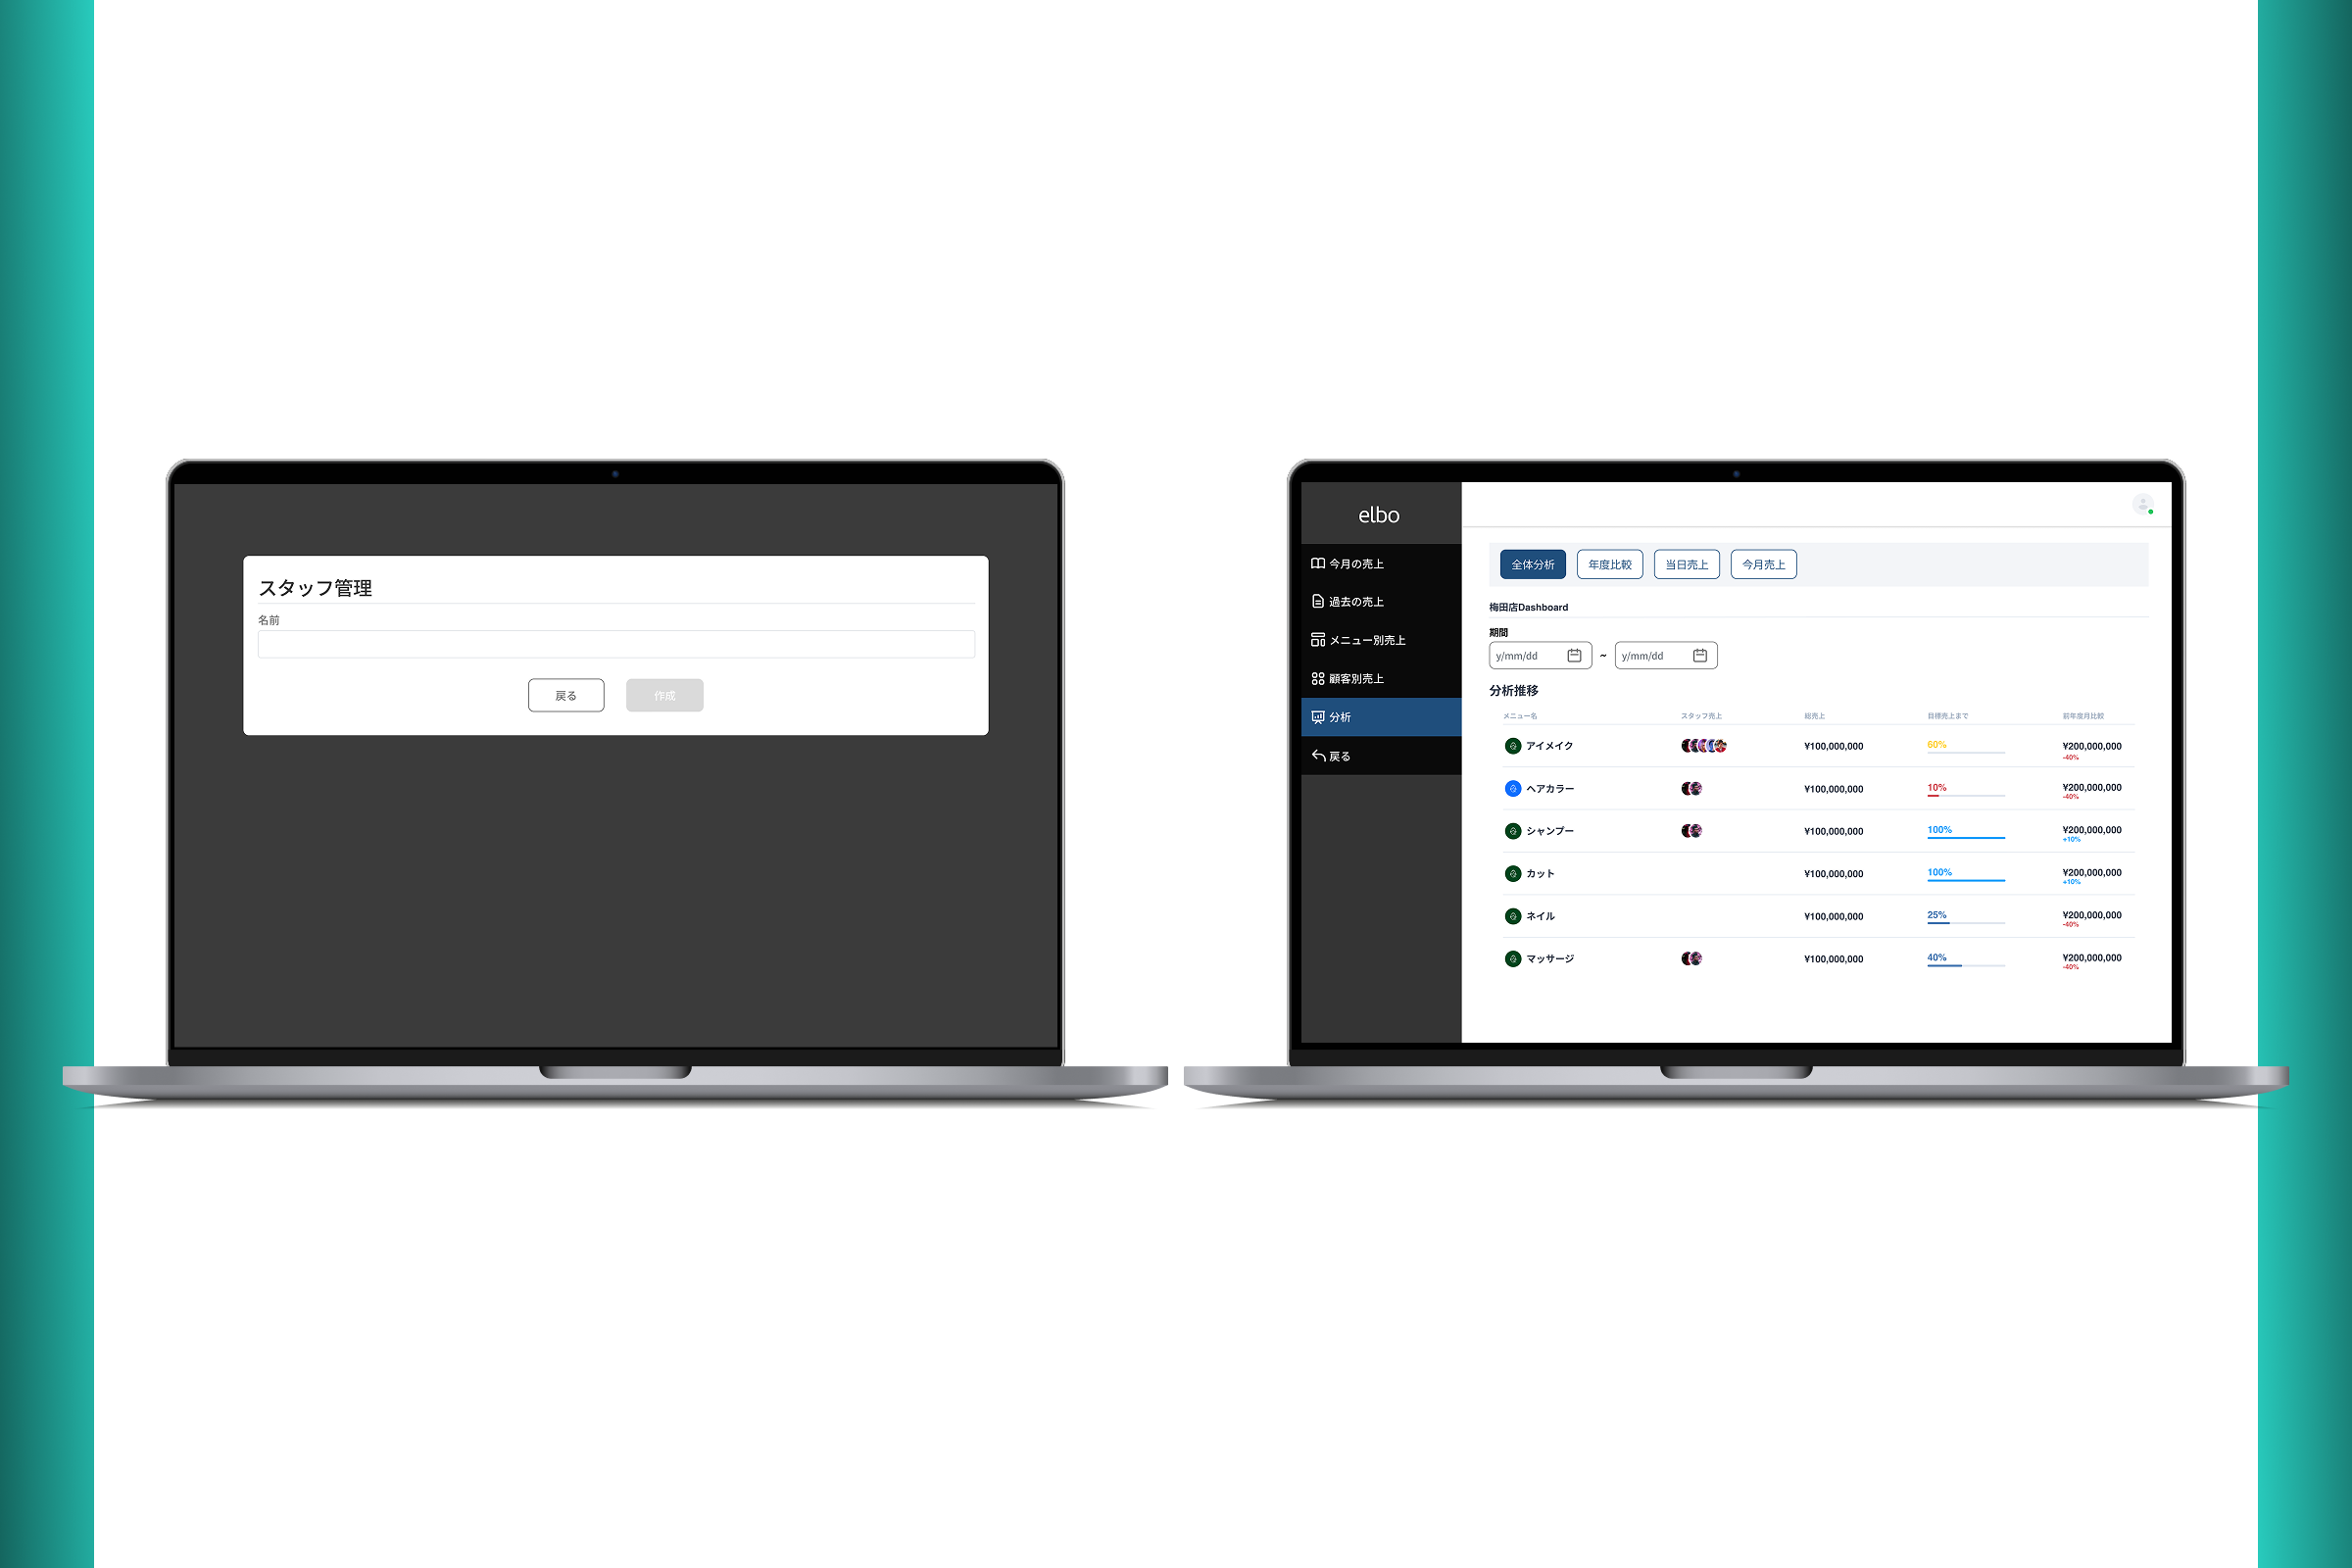 スタッフ管理
名前
戻る
作成
elbo
今月の売上
過去の売上
メニュー別売上
顧客別売上
分析
戻る
全体分析
年度比較
当日売上
今月売上
梅田店Dashboard
期間
y/mm/dd ~ y/mm/dd
分析推移
メニュー名 スタッフ売上 総売上 目標売上まで 前年度月比較
アイメイク ¥100,000,000 60% ¥200,000,000
-40%
ヘアカラー ¥100,000,000 10% ¥200,000,000
-40%
シャンプー ¥100,000,000 100% ¥200,000,000
+10%
カット ¥100,000,000 100% ¥200,000,000
+10%
ネイル ¥100,000,000 25% ¥200,000,000
-40%
マッサージ ¥100,000,000 40% ¥200,000,000
-40%